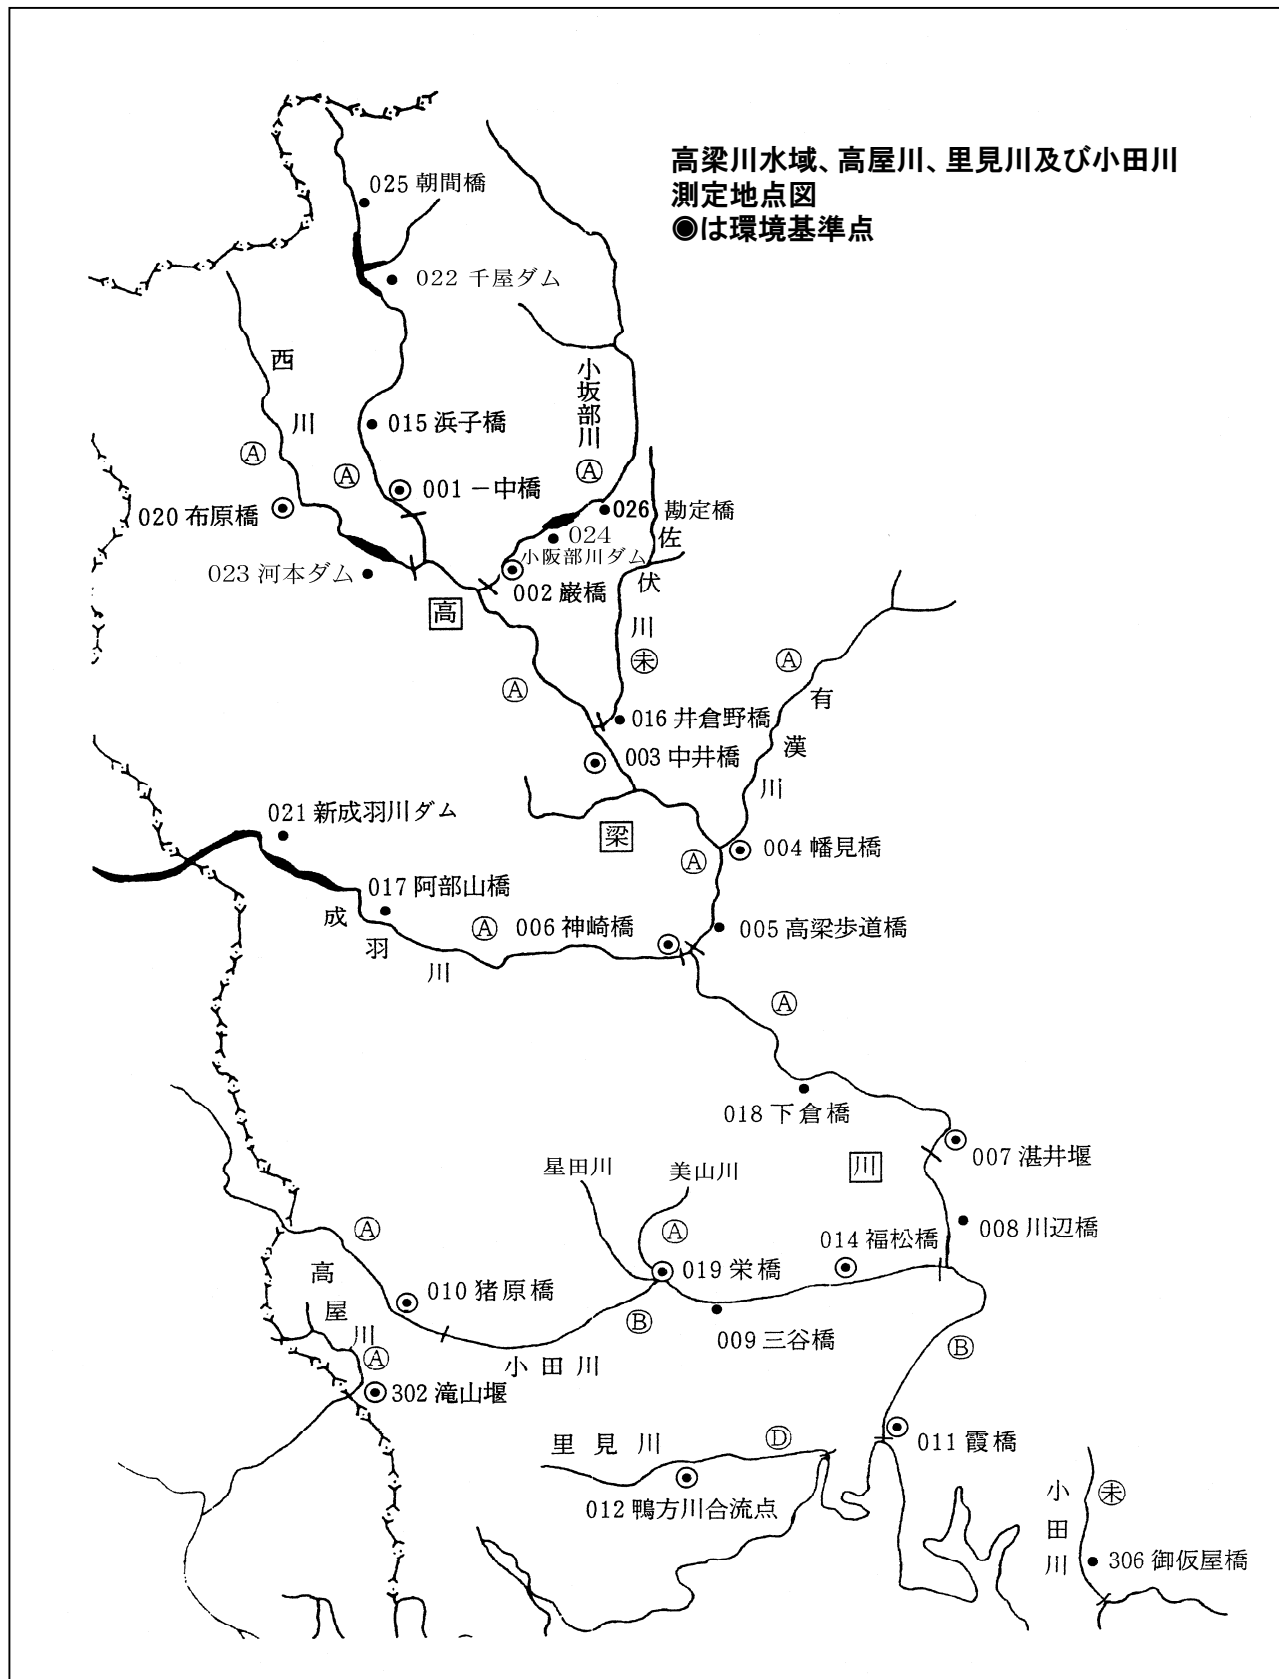 高梁川水域、高屋川、里見川及び小田川
測定地点図
◉は環境基準点
025 朝間橋
022 千屋ダム
西川
小坂部川
015 浜子橋
Ⓐ
Ⓐ
Ⓐ
001 一中橋
020 布原橋
026 勘定橋
024
小阪部川ダム
佐伏川
023 河本ダム
002 巌橋
高
㊍
Ⓐ
Ⓐ
有漢川
016 井倉野橋
003 中井橋
021 新成羽川ダム
梁
004 幡見橋
Ⓐ
017 阿部山橋
成羽川
Ⓐ
006 神崎橋
005 高梁歩道橋
Ⓐ
018 下倉橋
007 湛井堰
川
星田川
美山川
Ⓐ
Ⓐ
008 川辺橋
014 福松橋
019 栄橋
高屋川
010 猪原橋
Ⓑ
009 三谷橋
Ⓑ
小田川
Ⓐ
302 滝山堰
里見川
Ⓓ
011 霞橋
012 鴨方川合流点
小田川
未
306 御仮屋橋